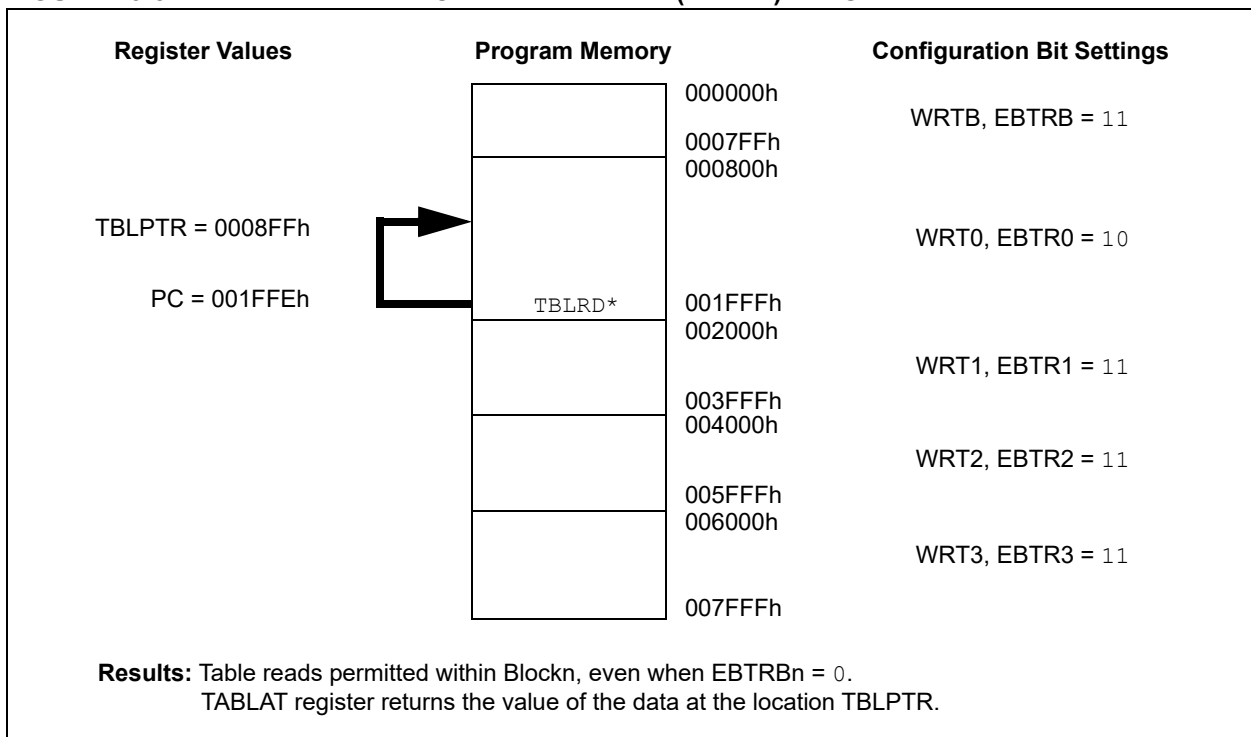 Register Values Program Memory Configuration Bit Settings
000000h
WRTB, EBTRB = 11
0007FFh
000800h
TBLPTR = 0008FFh
WRT0, EBTR0 = 10
PC = 001FFEh
TBLRD* 001FFFh
002000h
WRT1, EBTR1 = 11
003FFFh
004000h
WRT2, EBTR2 = 11
005FFFh
006000h
WRT3, EBTR3 = 11
007FFFh
Results: Table reads permitted within Blockn, even when EBTRBn = 0.
TABLAT register returns the value of the data at the location TBLPTR.